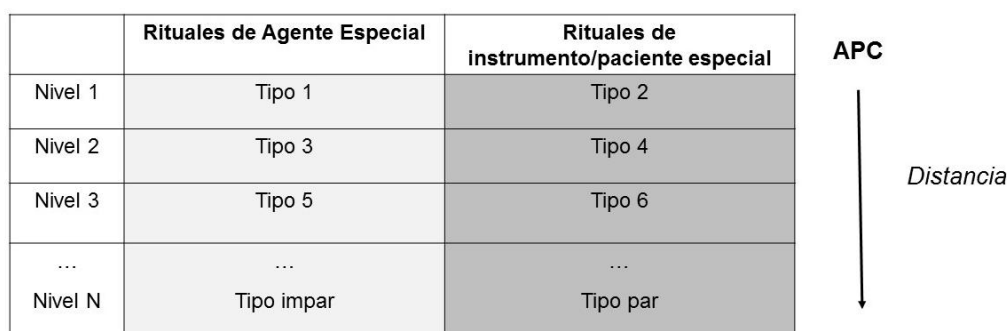 Rituales de Agente Especial
Rituales de
instrumento/paciente especial
APC
Nivel 1 Tipo 1 Tipo 2
Nivel 2 Tipo 3 Tipo 4
Nivel 3 Tipo 5 Tipo 6
Distancia
... ... ...
Nivel N Tipo impar Tipo par